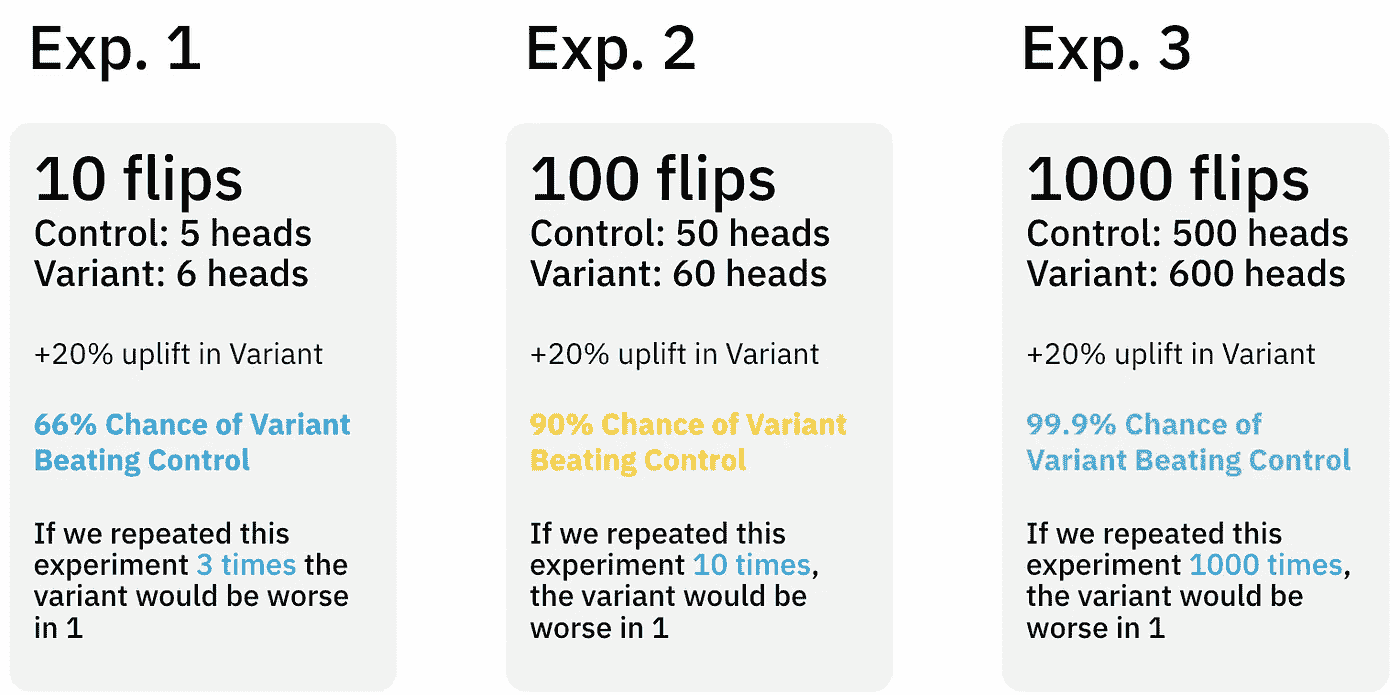 Exp. 1
10 flips
Control: 5 heads
Variant: 6 heads
+20% uplift in Variant
66% Chance of Variant
Beating Control
If we repeated this
experiment 3 times the
variant would be worse
in 1
Exp. 2
100 flips
Control: 50 heads
Variant: 60 heads
+20% uplift in Variant
90% Chance of Variant
Beating Control
If we repeated this
experiment 10 times,
the variant would be
worse in 1
Exp. 3
1000 flips
Control: 500 heads
Variant: 600 heads
+20% uplift in Variant
99.9% Chance of
Variant Beating Control
If we repeated this
experiment 1000 times,
the variant would be
worse in 1